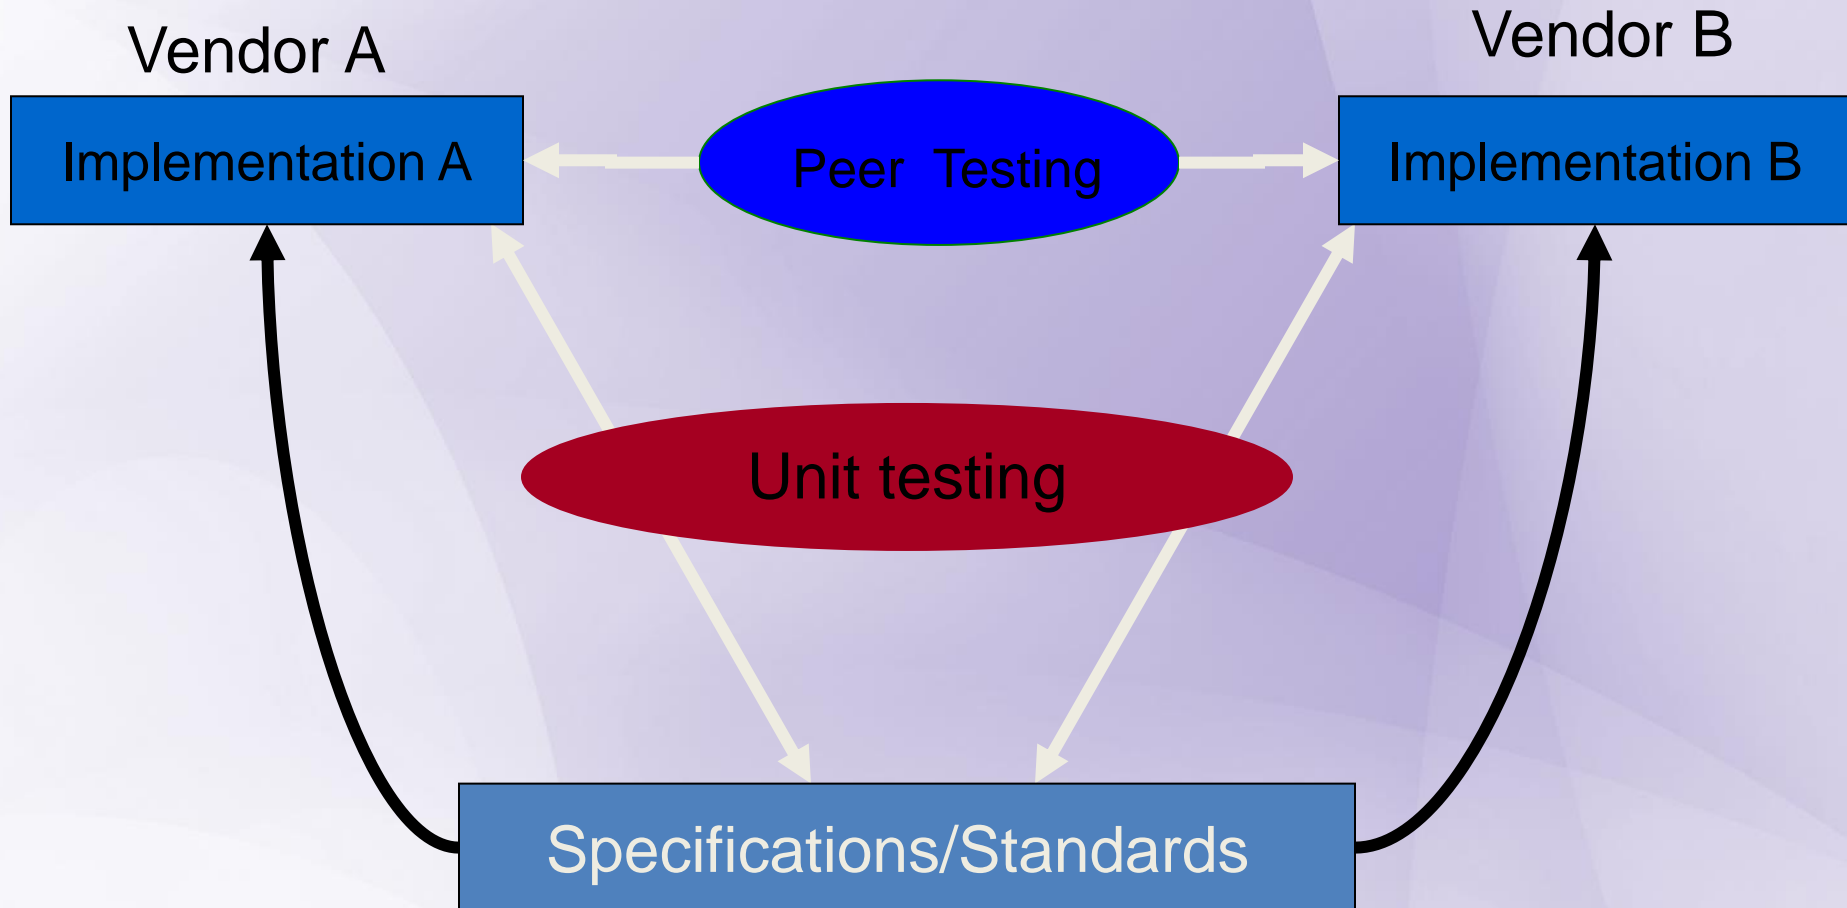 Vendor A
Vendor B
Implementation A
Peer  Testing
Implementation B
Unit testing
Specifications/Standards